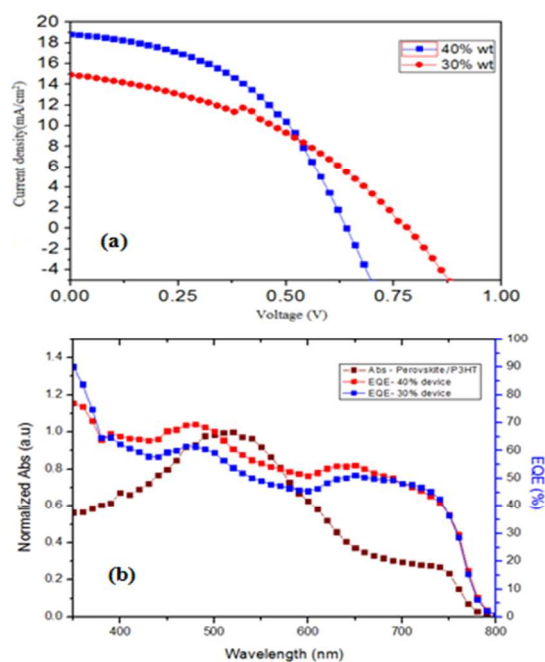 20
18
16
14
12
10
8
6
4
2
0
-2
-4
Current density(mA/cm²)
40% wt
30% wt
(a)
0.00 0.25 0.50 0.75 1.00
Voltage (V)
1.4
1.2
1.0
0.8
0.6
0.4
0.2
0.0
Normalized Abs (a.u)
Abs - Perovskite/P3HT
EQE- 40% device
EQE- 30% device
100
90
80
70
60
50
40
30
20
10
0
EQE (%)
(b)
400 500 600 700 800
Wavelength (nm)